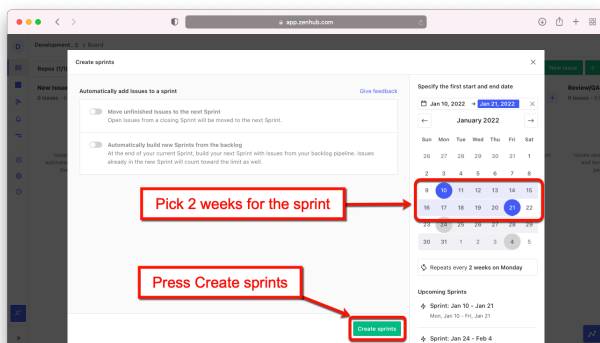 app.zenhub.com
D
Development
Board
Create sprints
Repos (1/1)
New Issue
New Issue
Review/QA
0 Issues
0 Issues
Automatically add issues to a sprint
Give feedback
Move unfinished Issues to the next Sprint
Open Issues from a closing Sprint will be moved to the next Sprint.
Automatically build new Sprints from the backlog
At the end of your current Sprint, build your next Sprint with Issues from your backlog pipeline. Issues
already in the new Sprint will count toward the limit as well.
Specify the first start and end date
Jan 10, 2022 → Jan 21, 2022
January 2022
Sun Mon Tue Wed Thu Fri Sat
26 27 28 29 30 31 1
2 3 4 5 6 7 8
9 10 11 12 13 14 15
16 17 18 19 20 21 22
23 24 25 26 27 28 29
30 31 1 2 3 4 5
Pick 2 weeks for the sprint
Repeats every 2 weeks on Monday
Press Create sprints
Upcoming Sprints
Sprint: Jan 10 - Jan 21
Mon, Jan 10 - Fri, Jan 21
Create sprints
Sprint: Jan 24 - Feb 4